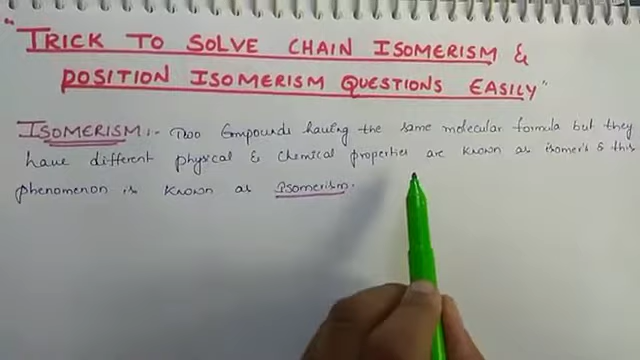 "TRICK TO SOLVE CHAIN ISOMERISM &
POSITION ISOMERISM QUESTIONS EASILY"
ISOMERISM:- Two Compounds having the same molecular formula but they
have different physical & chemical properties are known as isomer's & this
phenomenon is known as Isomerism.